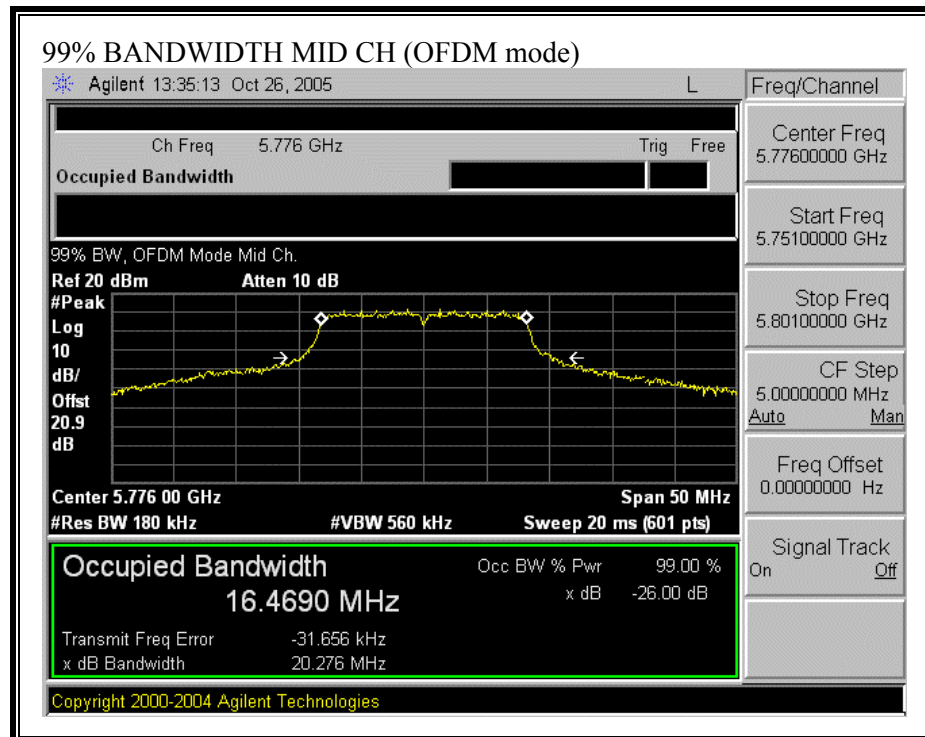 99% BANDWIDTH MID CH (OFDM mode)
Agilent 13:35:13 Oct 26, 2005 L
Freq/Channel
Ch Freq 5.776 GHz Trig Free
Occupied Bandwidth
Center Freq
5.77600000 GHz
Start Freq
5.75100000 GHz
Stop Freq
5.80100000 GHz
CF Step
5.00000000 MHz
Auto Man
Freq Offset
0.00000000 Hz
Signal Track
On Off
99% BW, OFDM Mode Mid Ch.
Ref 20 dBm Atten 10 dB
#Peak
Log
10
dB/
Offst
20.9
dB
Center 5.776 00 GHz Span 50 MHz
#Res BW 180 kHz #VBW 560 kHz Sweep 20 ms (601 pts)
Occupied Bandwidth Occ BW % Pwr 99.00 %
16.4690 MHz x dB -26.00 dB
Transmit Freq Error -31.656 kHz
x dB Bandwidth 20.276 MHz
Copyright 2000-2004 Agilent Technologies